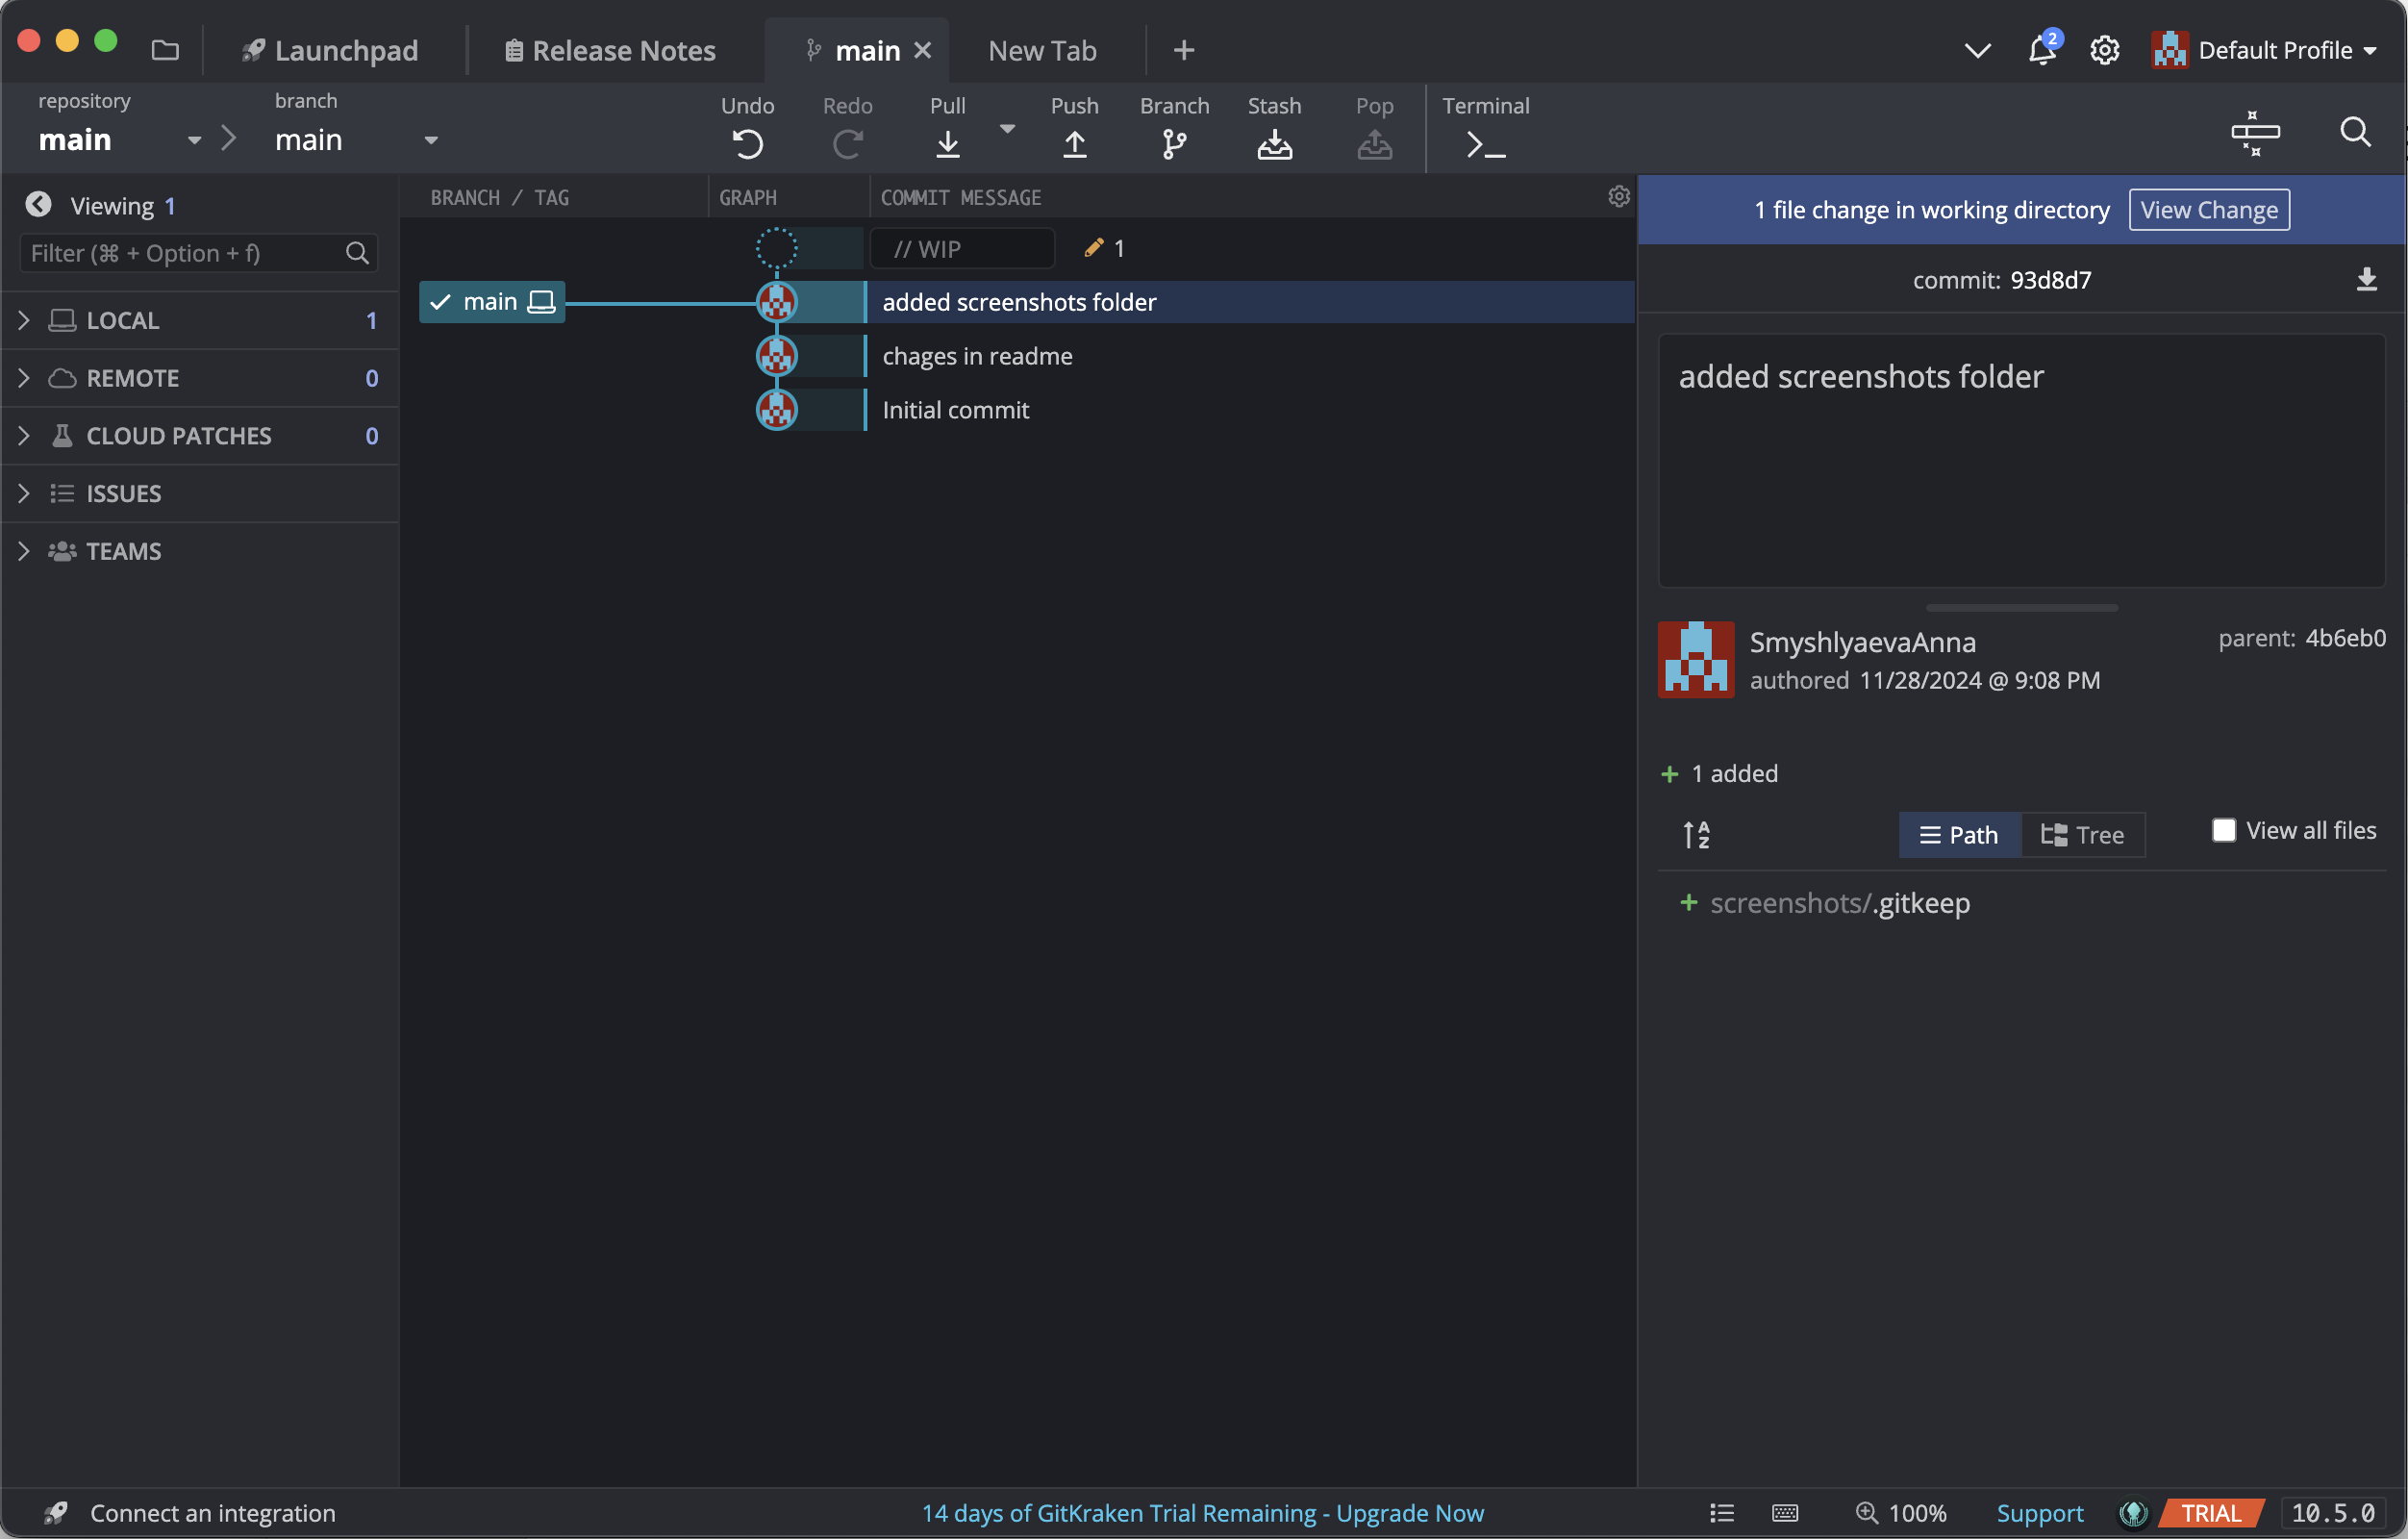 Launchpad
Release Notes
main
New Tab
2
Default Profile
repository
main
branch
main
Undo
Redo
Pull
Push
Branch
Stash
Pop
Terminal
Viewing 1
Filter (⌘ + Option + f)
LOCAL 1
REMOTE 0
CLOUD PATCHES 0
ISSUES
TEAMS
BRANCH / TAG
GRAPH
COMMIT MESSAGE
// WIP
1
main
added screenshots folder
chages in readme
Initial commit
1 file change in working directory
View Change
commit: 93d8d7
added screenshots folder
SmyshlyaevaAnna
authored 11/28/2024 @ 9:08 PM
parent: 4b6eb0
+ 1 added
A
Z
Path
Tree
View all files
+ screenshots/.gitkeep
Connect an integration
14 days of GitKraken Trial Remaining - Upgrade Now
100%
Support
TRIAL
10.5.0